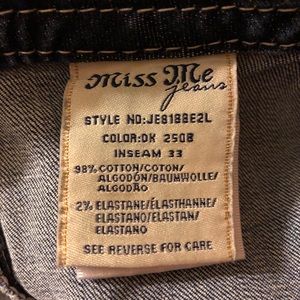 miss Me
jeans
STYLE NO:JE8188E2L
COLOR:DK 250B
INSEAM 33
98% COTTON/COTON/
ALGODÓN/BAUMWOLLE/
ALGODÃO
2% ELASTANE/ÉLASTHANNE/
ELASTANO/ELASTAN/
ELASTANO
SEE REVERSE FOR CARE